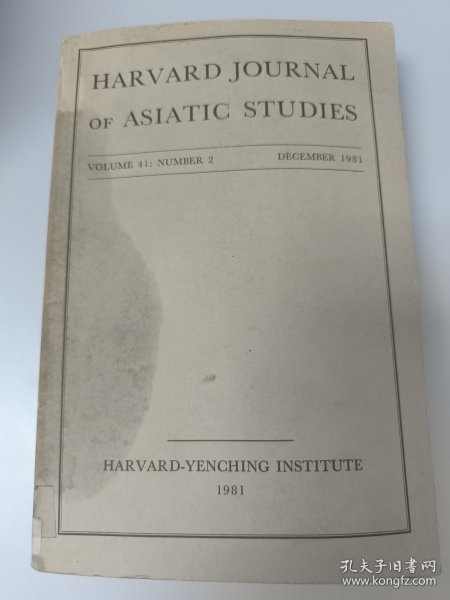 HARVARD JOURNAL
OF ASIATIC STUDIES
VOLUME 41: NUMBER 2 DECEMBER 1981
HARVARD-YENCHING INSTITUTE
1981
孔夫子旧书网
www.kongfz.com